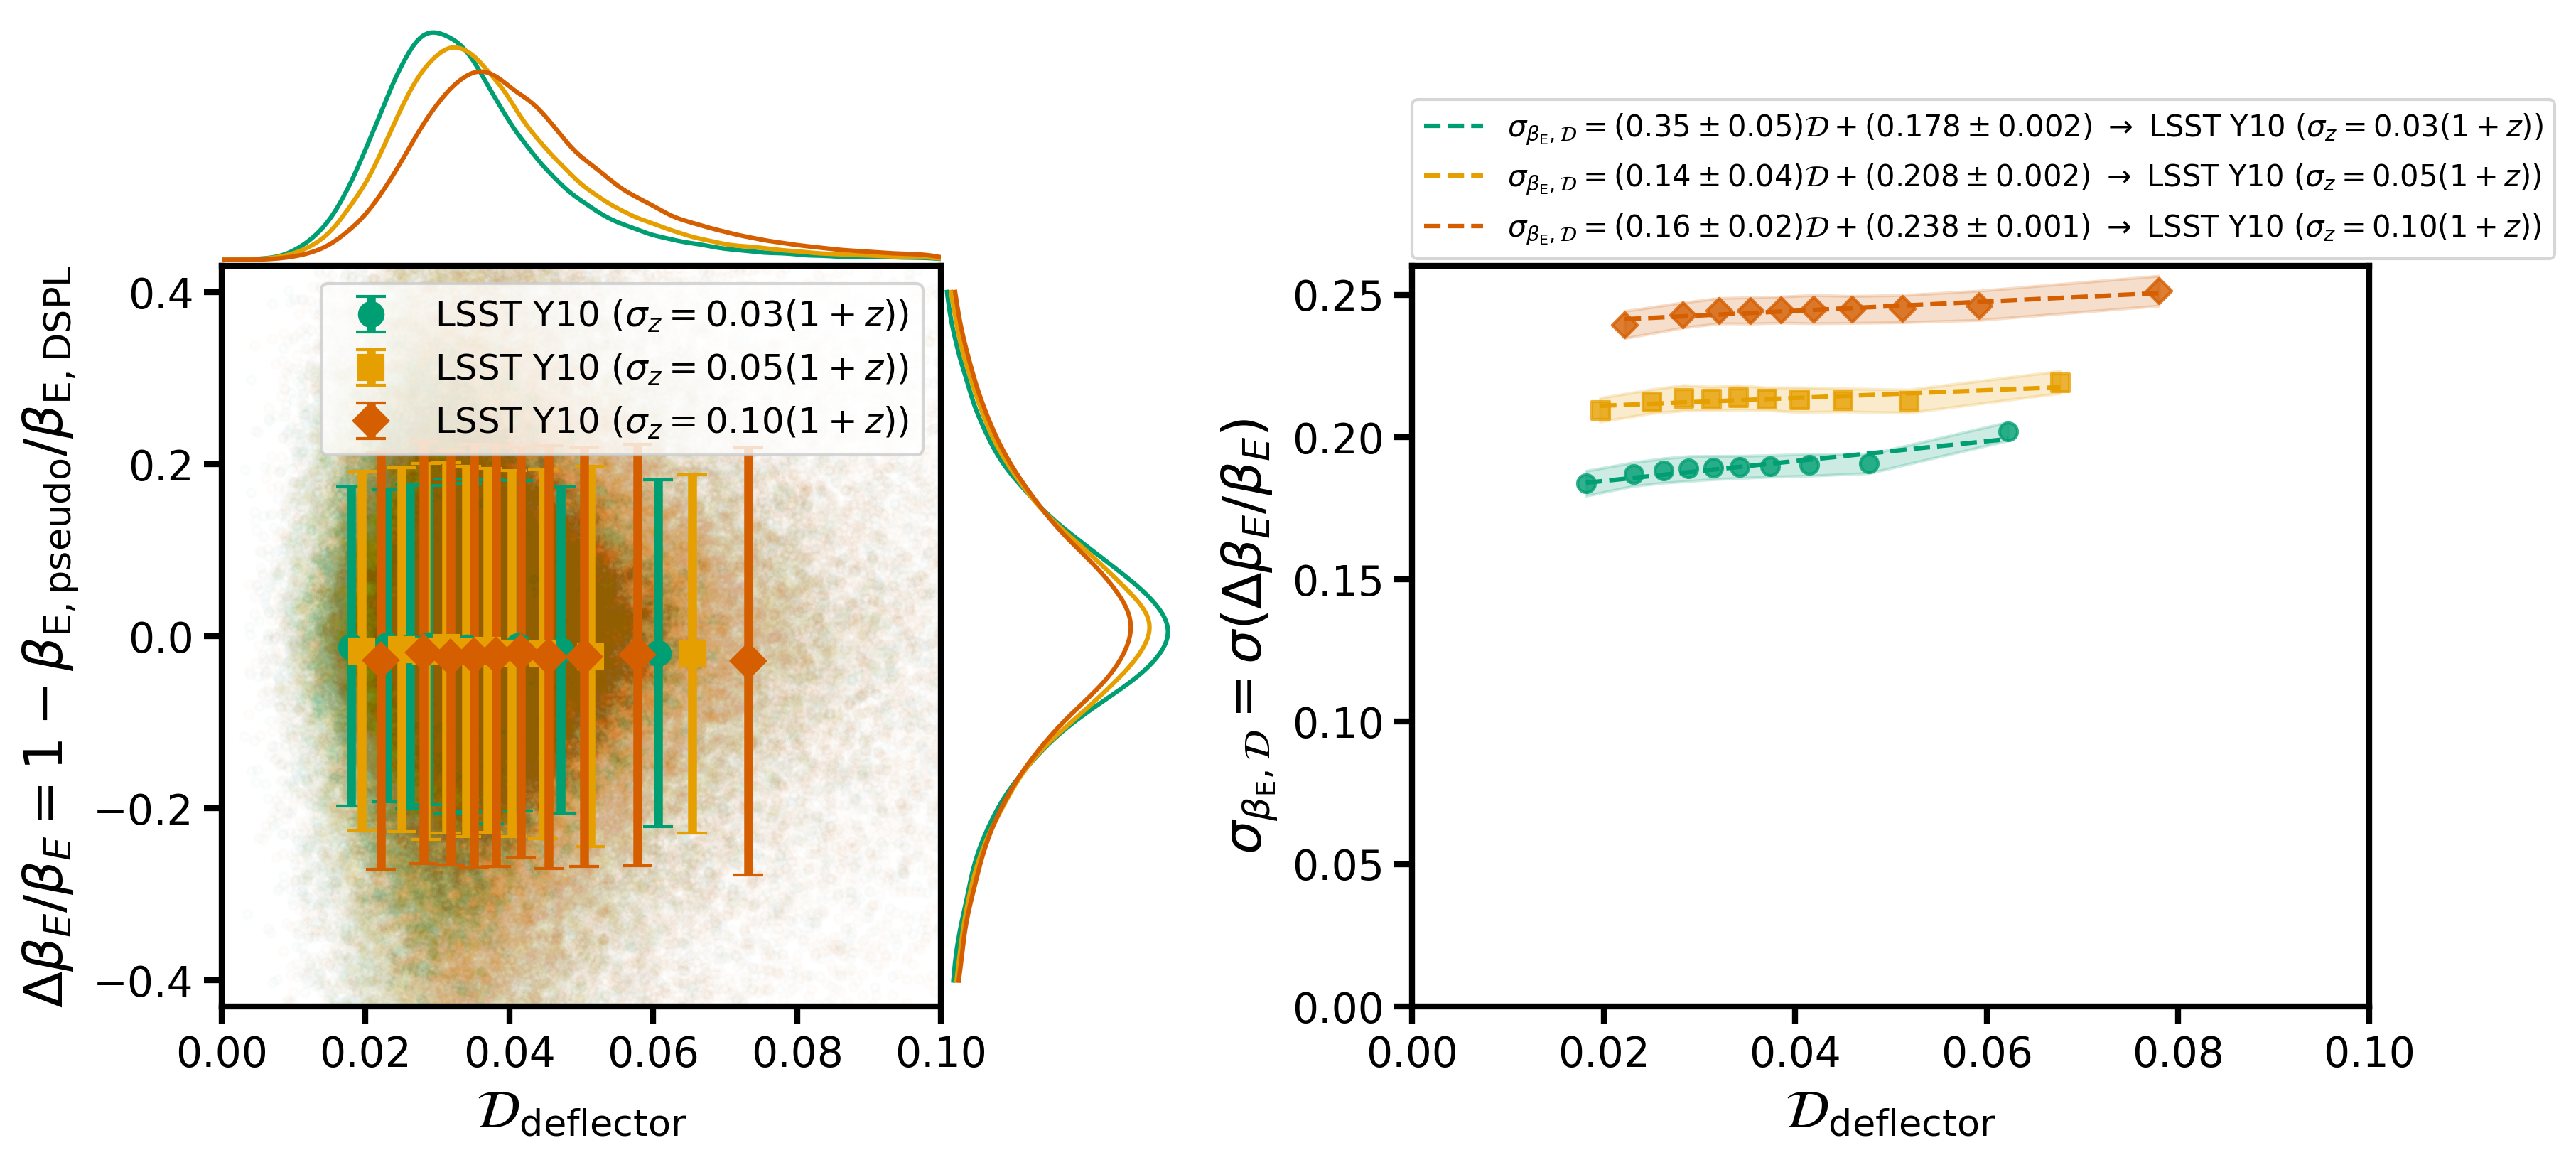 σ_{β_E, 𝒟} = (0.35 ± 0.05)𝒟 + (0.178 ± 0.002) → LSST Y10 (σ_z = 0.03(1 + z))
σ_{β_E, 𝒟} = (0.14 ± 0.04)𝒟 + (0.208 ± 0.002) → LSST Y10 (σ_z = 0.05(1 + z))
σ_{β_E, 𝒟} = (0.16 ± 0.02)𝒟 + (0.238 ± 0.001) → LSST Y10 (σ_z = 0.10(1 + z))
LSST Y10 (σ_z = 0.03(1 + z))
LSST Y10 (σ_z = 0.05(1 + z))
LSST Y10 (σ_z = 0.10(1 + z))
Δβ_E/β_E = 1 − β_{E, pseudo}/β_{E, DSPL}
0.4
0.2
0.0
−0.2
−0.4
0.00 0.02 0.04 0.06 0.08 0.10
𝒟_deflector
σ_{β_E, 𝒟} = σ(Δβ_E/β_E)
0.25
0.20
0.15
0.10
0.05
0.00
0.00 0.02 0.04 0.06 0.08 0.10
𝒟_deflector